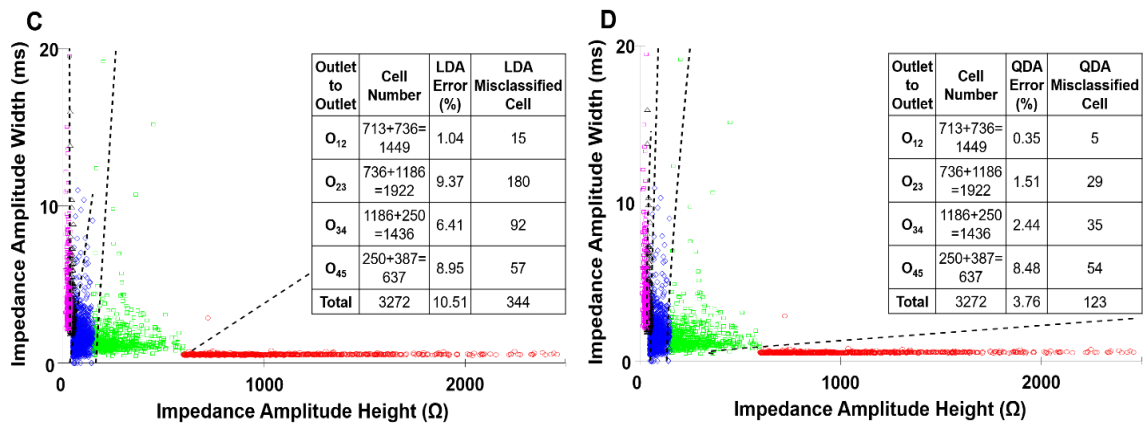 C
Impedance Amplitude Width (ms)
20
10
0
0
1000
2000
Impedance Amplitude Height (Ω)
Outlet to Outlet
Cell Number
LDA Error (%)
LDA Misclassified Cell
O12
713+736=
1449
1.04
15
O23
736+1186
=1922
9.37
180
O34
1186+250
=1436
6.41
92
O45
250+387=
637
8.95
57
Total
3272
10.51
344
D
Impedance Amplitude Width (ms)
20
10
0
0
1000
2000
Impedance Amplitude Height (Ω)
Outlet to Outlet
Cell Number
QDA Error (%)
QDA Misclassified Cell
O12
713+736=
1449
0.35
5
O23
736+1186
=1922
1.51
29
O34
1186+250
=1436
2.44
35
O45
250+387=
637
8.48
54
Total
3272
3.76
123